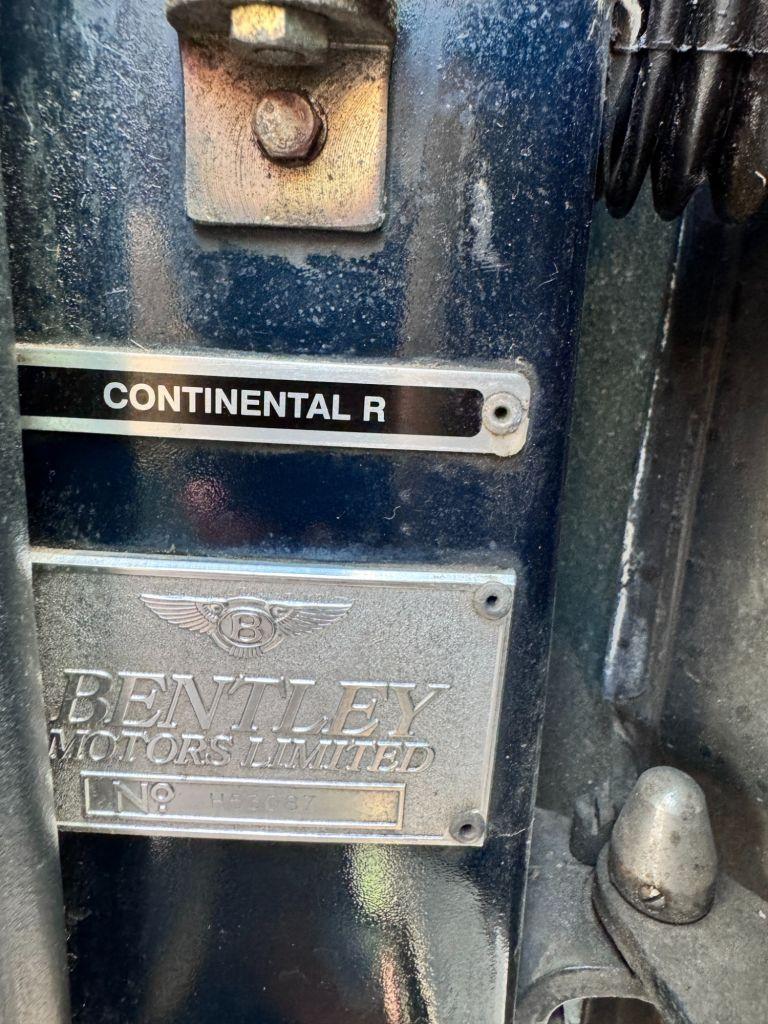 CONTINENTAL R
B
BENTLEY
MOTORS LIMITED
Nº